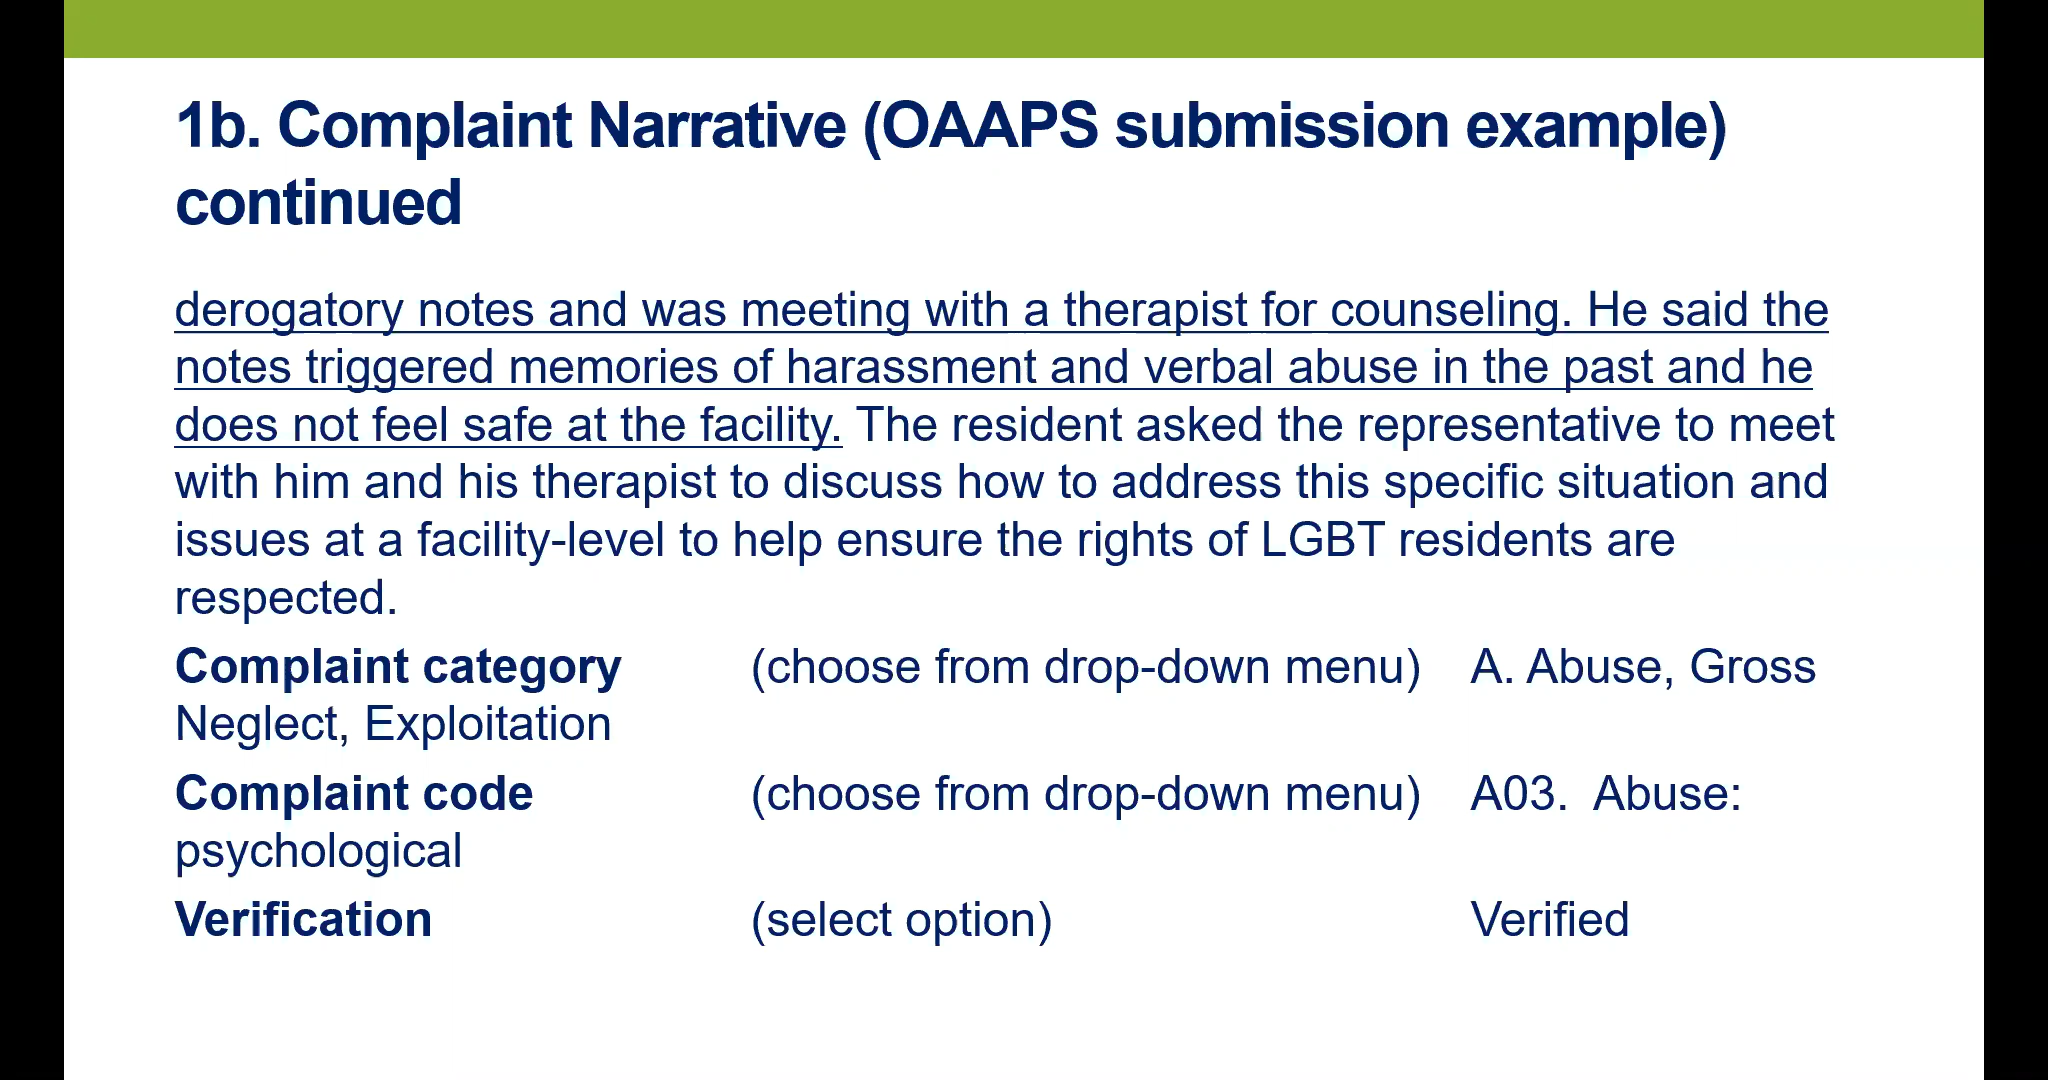 1b. Complaint Narrative (OAAPS submission example)
continued
derogatory notes and was meeting with a therapist for counseling. He said the
notes triggered memories of harassment and verbal abuse in the past and he
does not feel safe at the facility. The resident asked the representative to meet
with him and his therapist to discuss how to address this specific situation and
issues at a facility-level to help ensure the rights of LGBT residents are
respected.
Complaint category (choose from drop-down menu) A. Abuse, Gross
Neglect, Exploitation
Complaint code (choose from drop-down menu) A03. Abuse:
psychological
Verification (select option) Verified